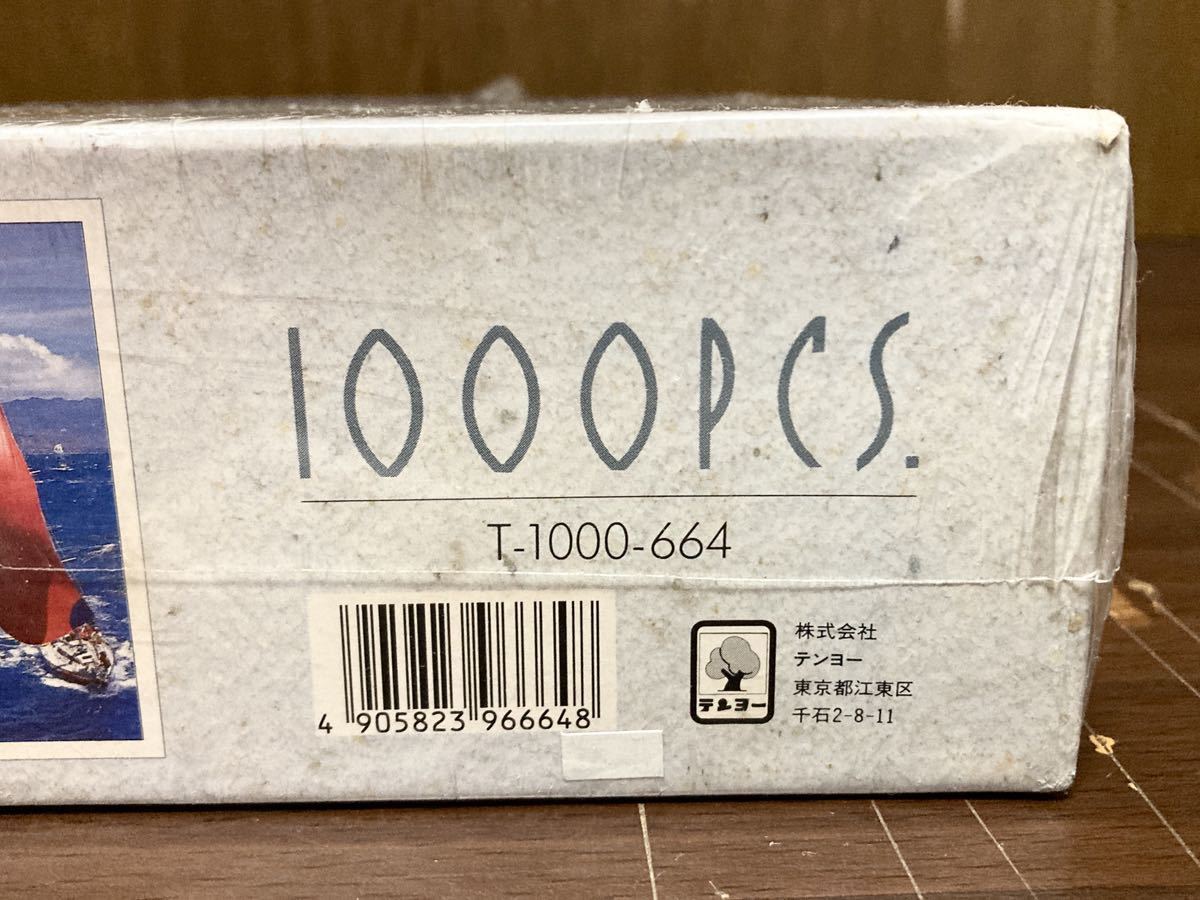 1000PCS.
T-1000-664
4 905823 966648
テンヨー
株式会社
テンヨー
東京都江東区
千石2-8-11